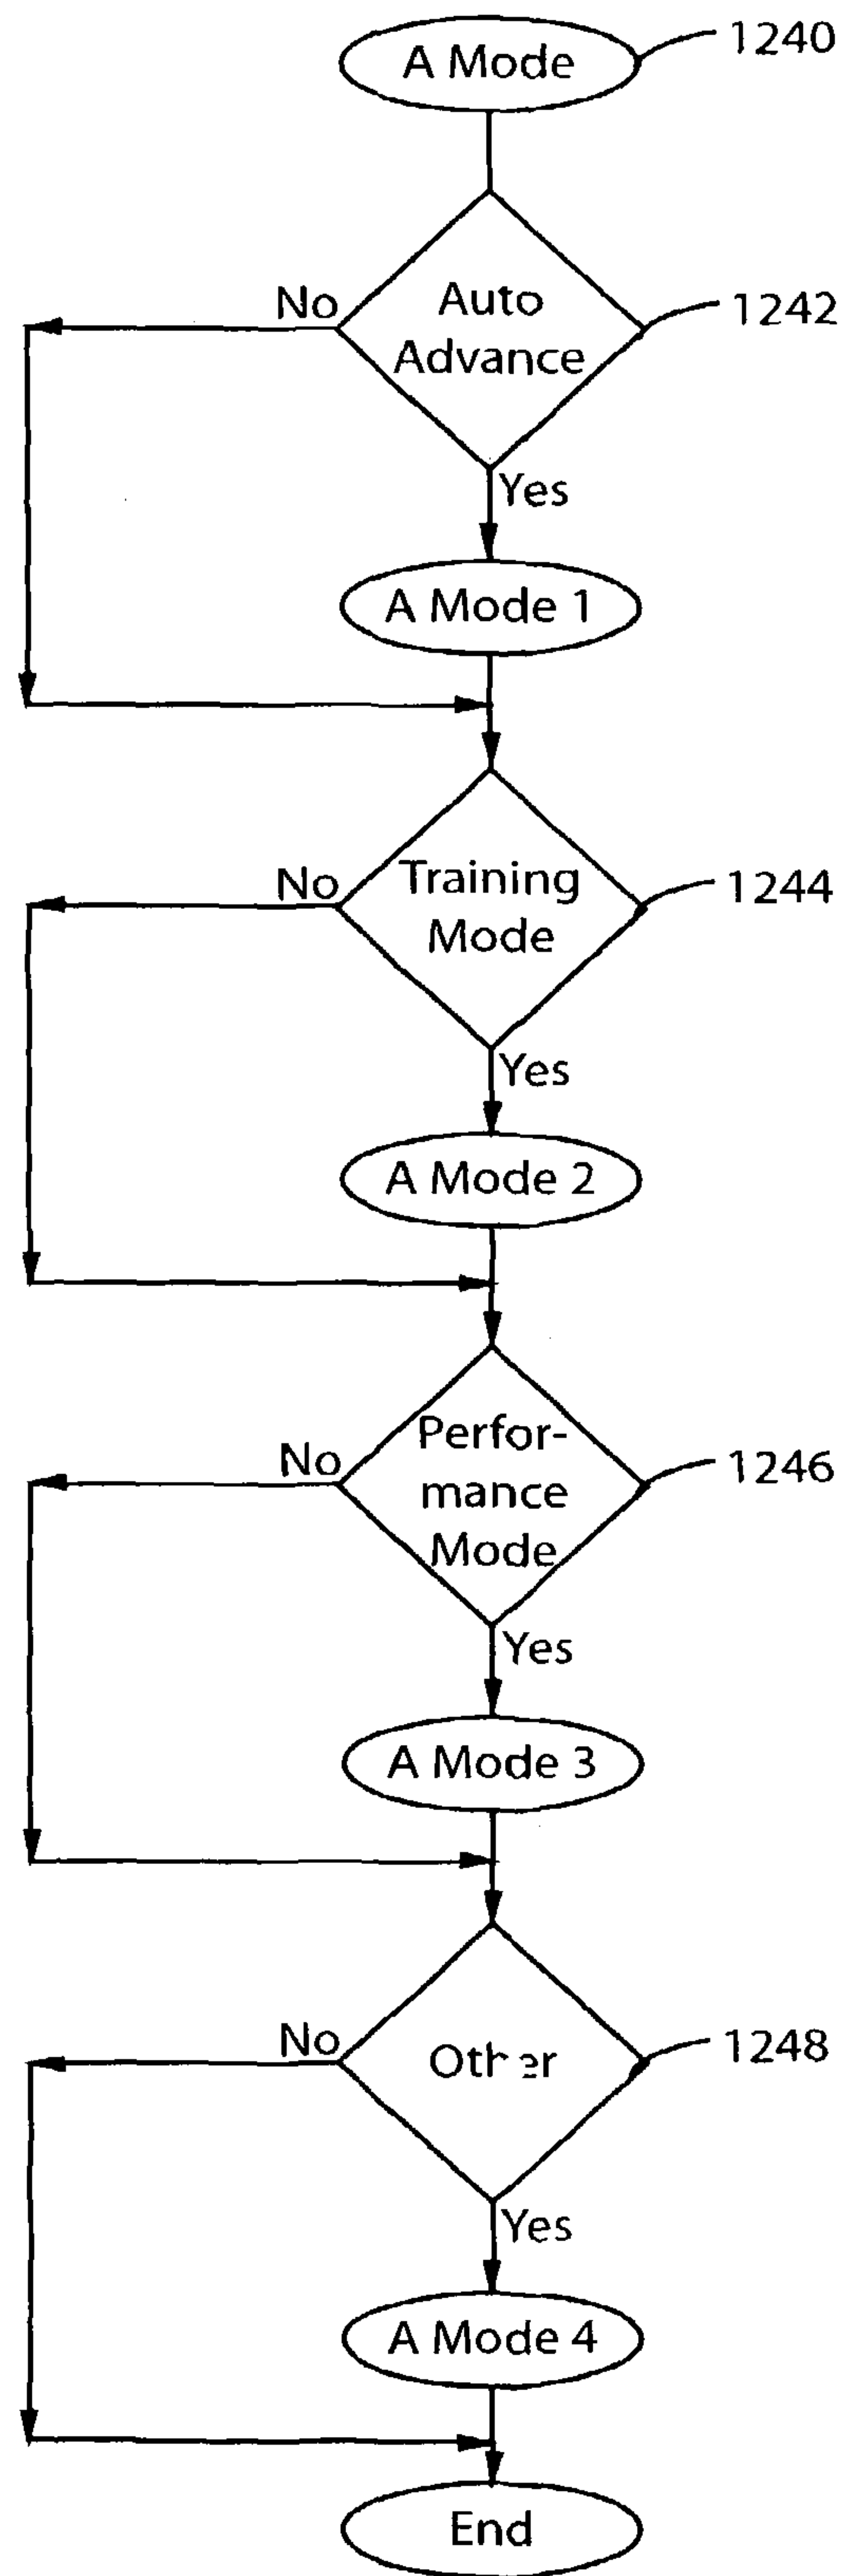 A Mode
1240
No
Auto
Advance
1242
Yes
A Mode 1
No
Training
Mode
1244
Yes
A Mode 2
No
Perfor-
mance
Mode
1246
Yes
A Mode 3
No
Other
1248
Yes
A Mode 4
End